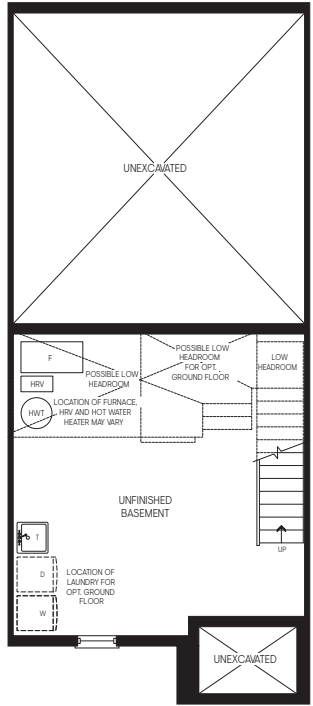 UNEXCAVATED
F
HRV
HWT
POSSIBLE LOW
HEADROOM
LOCATION OF FURNACE,
HRV AND HOT WATER
HEATER MAY VARY
POSSIBLE LOW
HEADROOM
FOR OPT.
GROUND FLOOR
LOW
HEADROOM
UNFINISHED
BASEMENT
UP
T
D
W
LOCATION OF
LAUNDRY FOR
OPT. GROUND
FLOOR
UNEXCAVATED